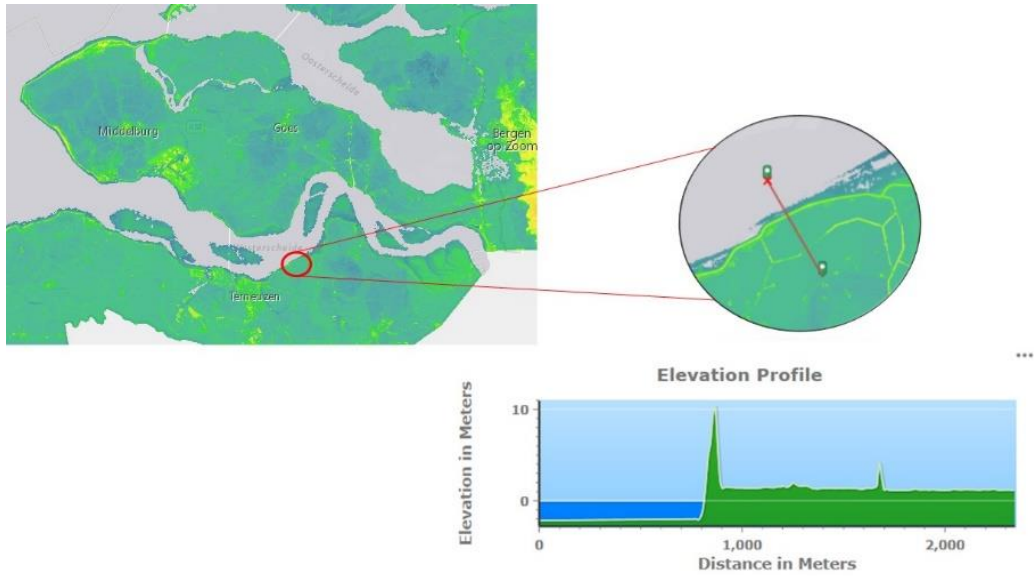 Oosterschelde
Middelburg
Goes
Bergen
op Zoom
Westerschelde
Terneuzen
...
Elevation Profile
Elevation in Meters
10
0
0
1,000
2,000
Distance in Meters